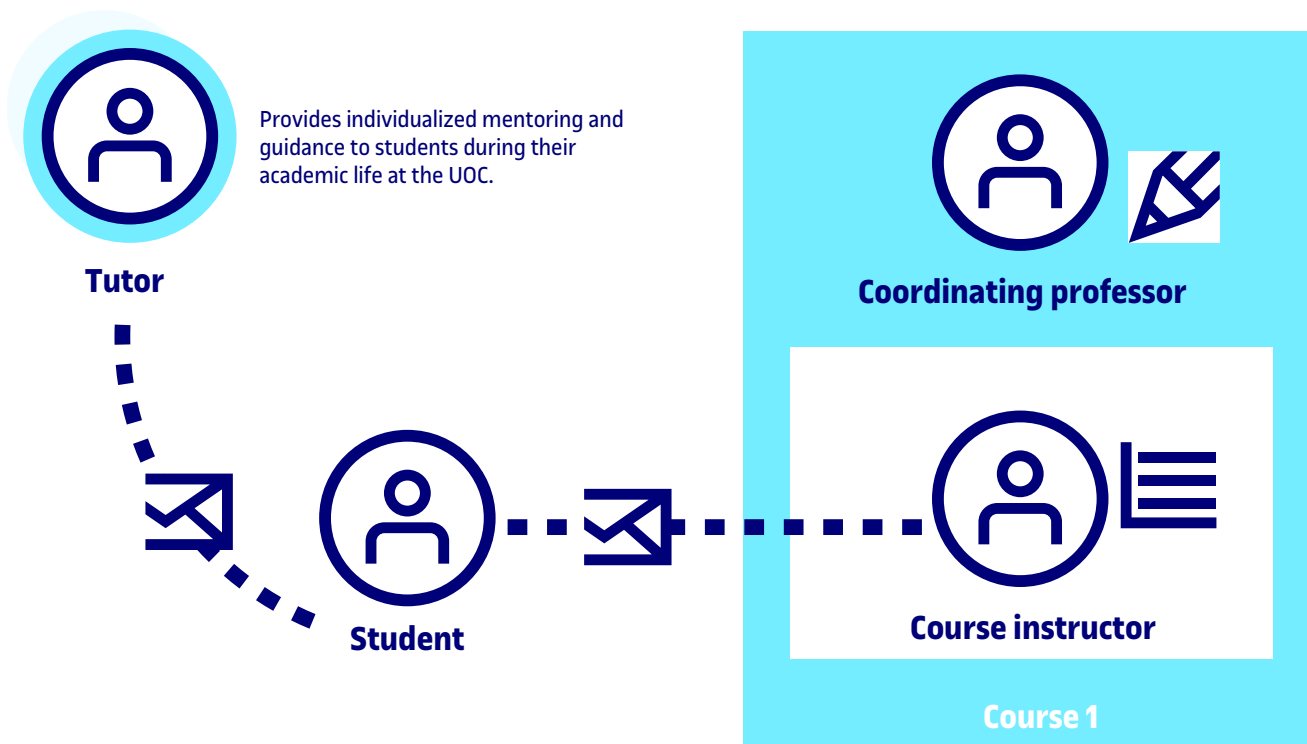 Provides individualized mentoring and
guidance to students during their
academic life at the UOC.
Tutor
Coordinating professor
Student
Course instructor
Course 1